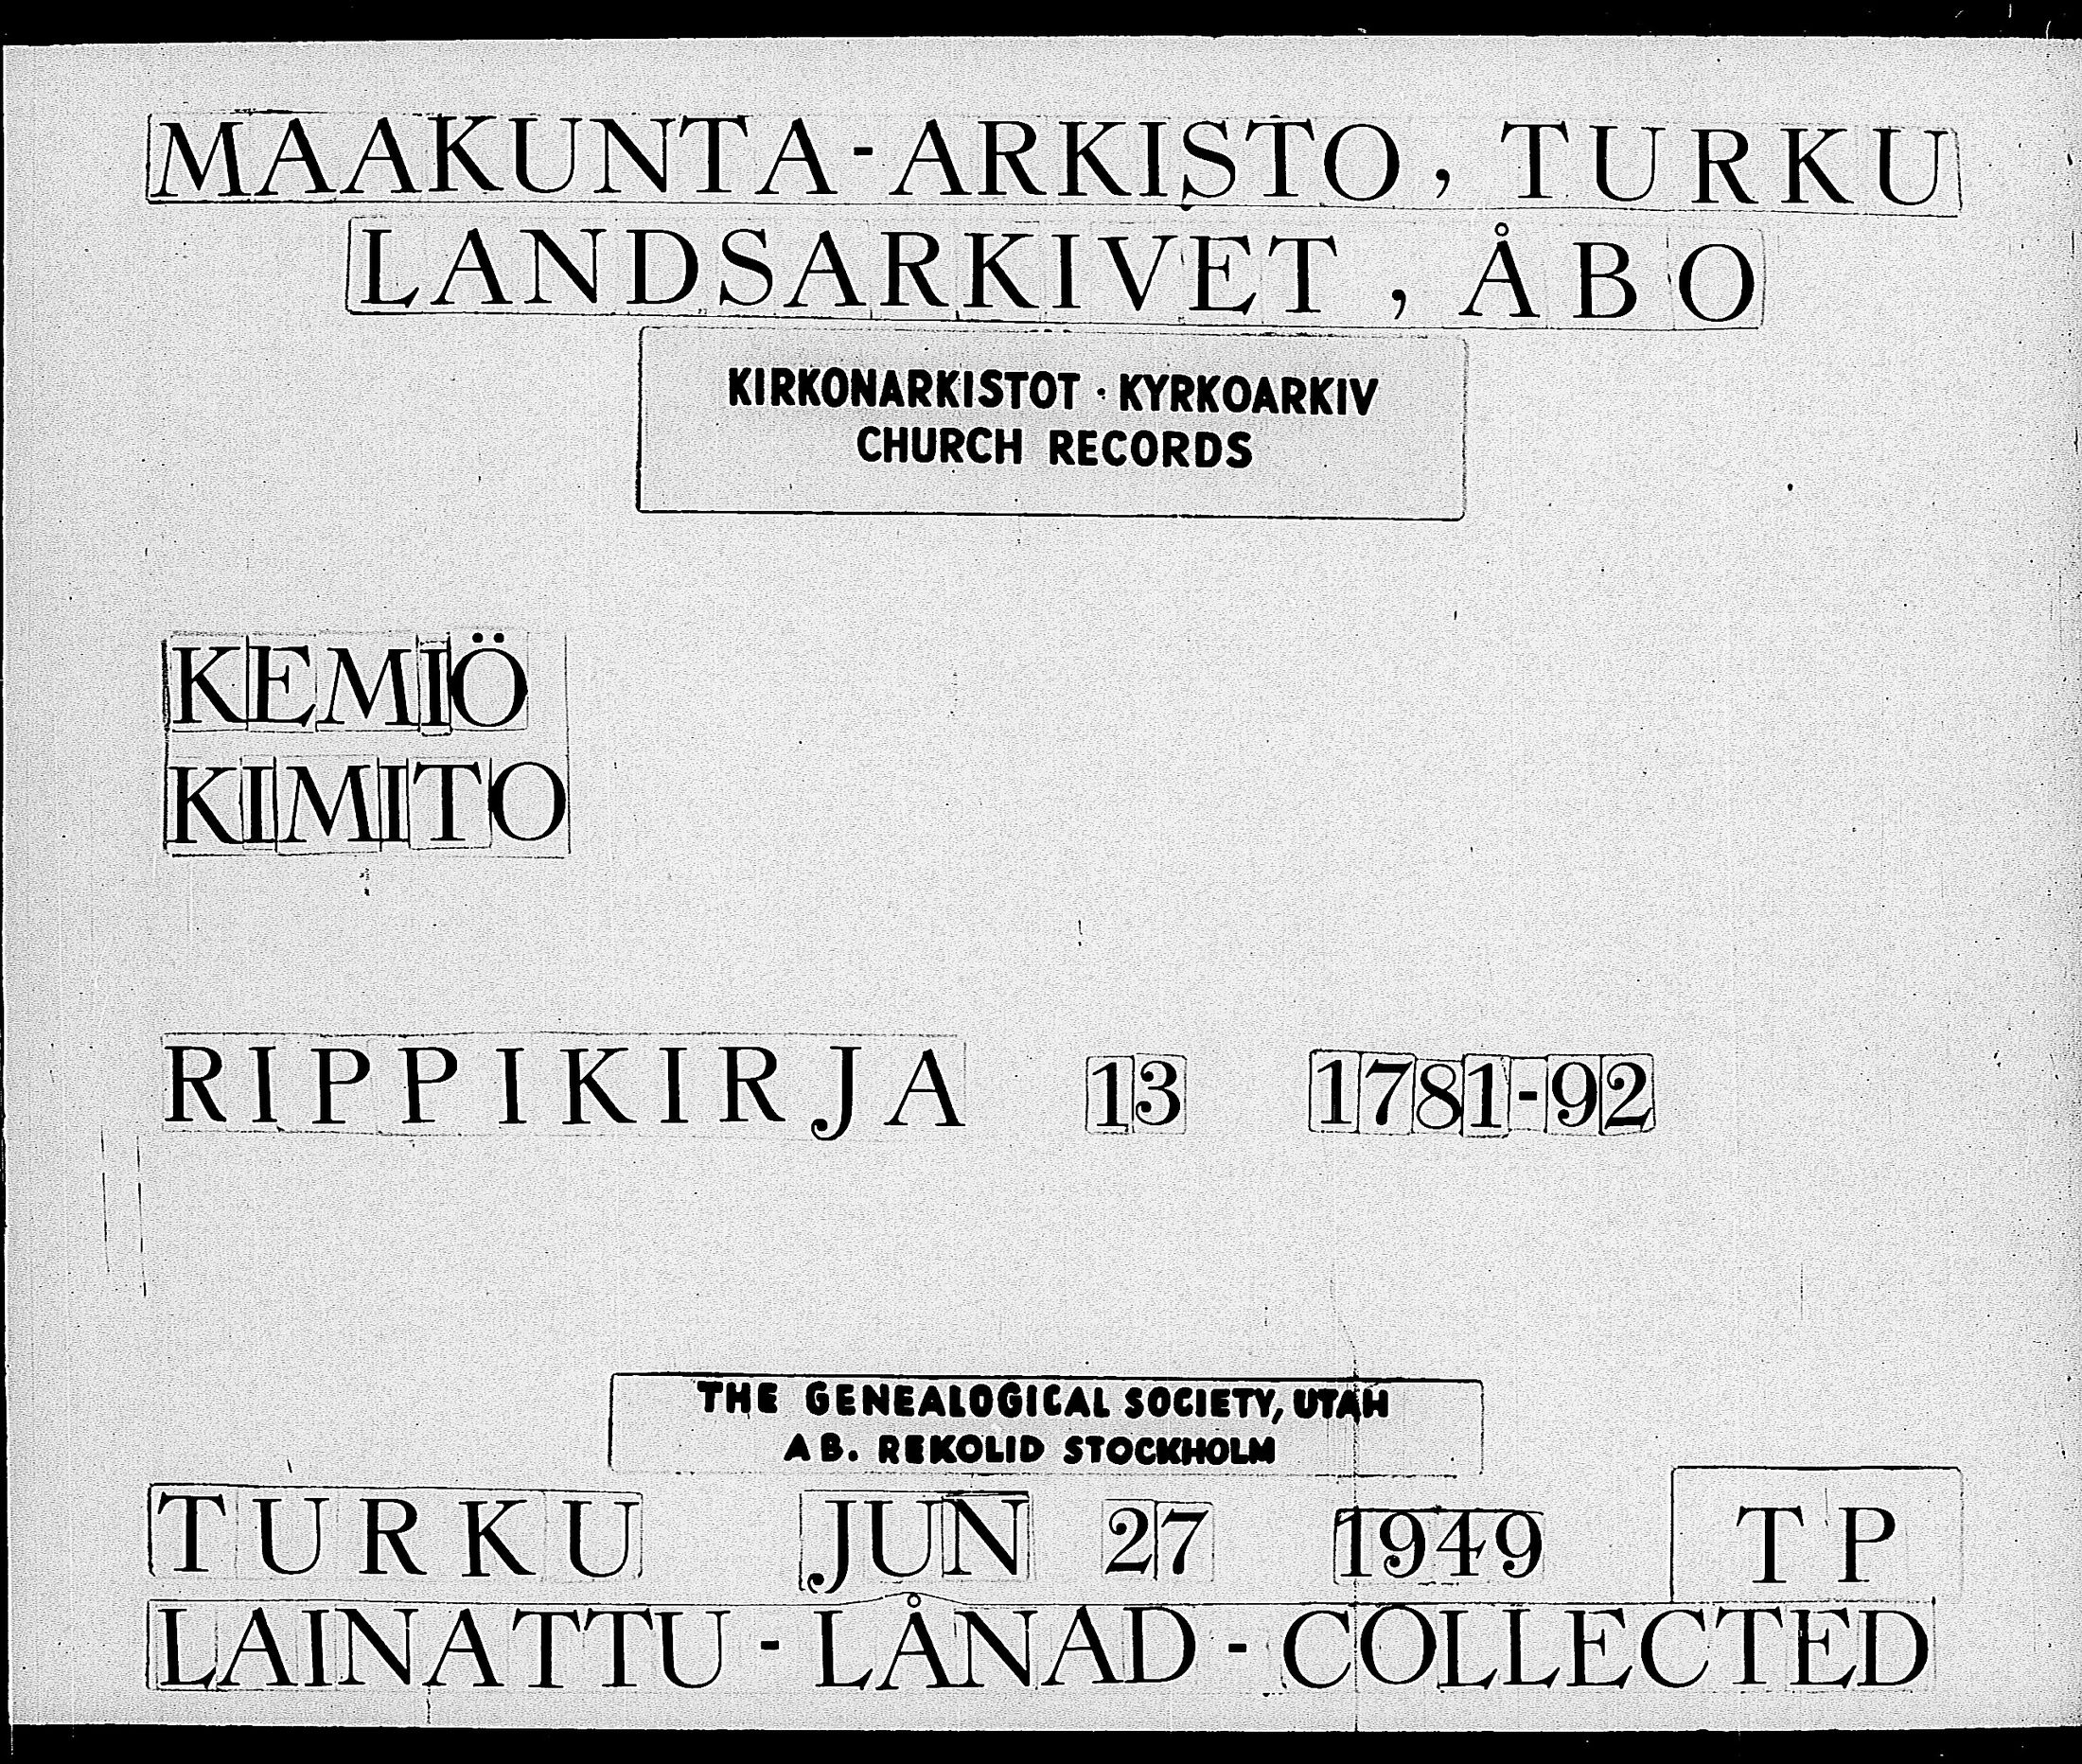 MAAKUNTA-ARKISTO, TURKU
LANDSARKIVET, ÅBO
KIRKONARKISTOT · KYRKOARKIV
CHURCH RECORDS
KEMIÖ
KIMITO
RIPPIKIRJA 13 1781-92
THE GENEALOGICAL SOCIETY, UTAH
AB. REKOLID STOCKHOLM
TURKU JUN 27 1949 TP
LAINATTU - LÅNAD - COLLECTED